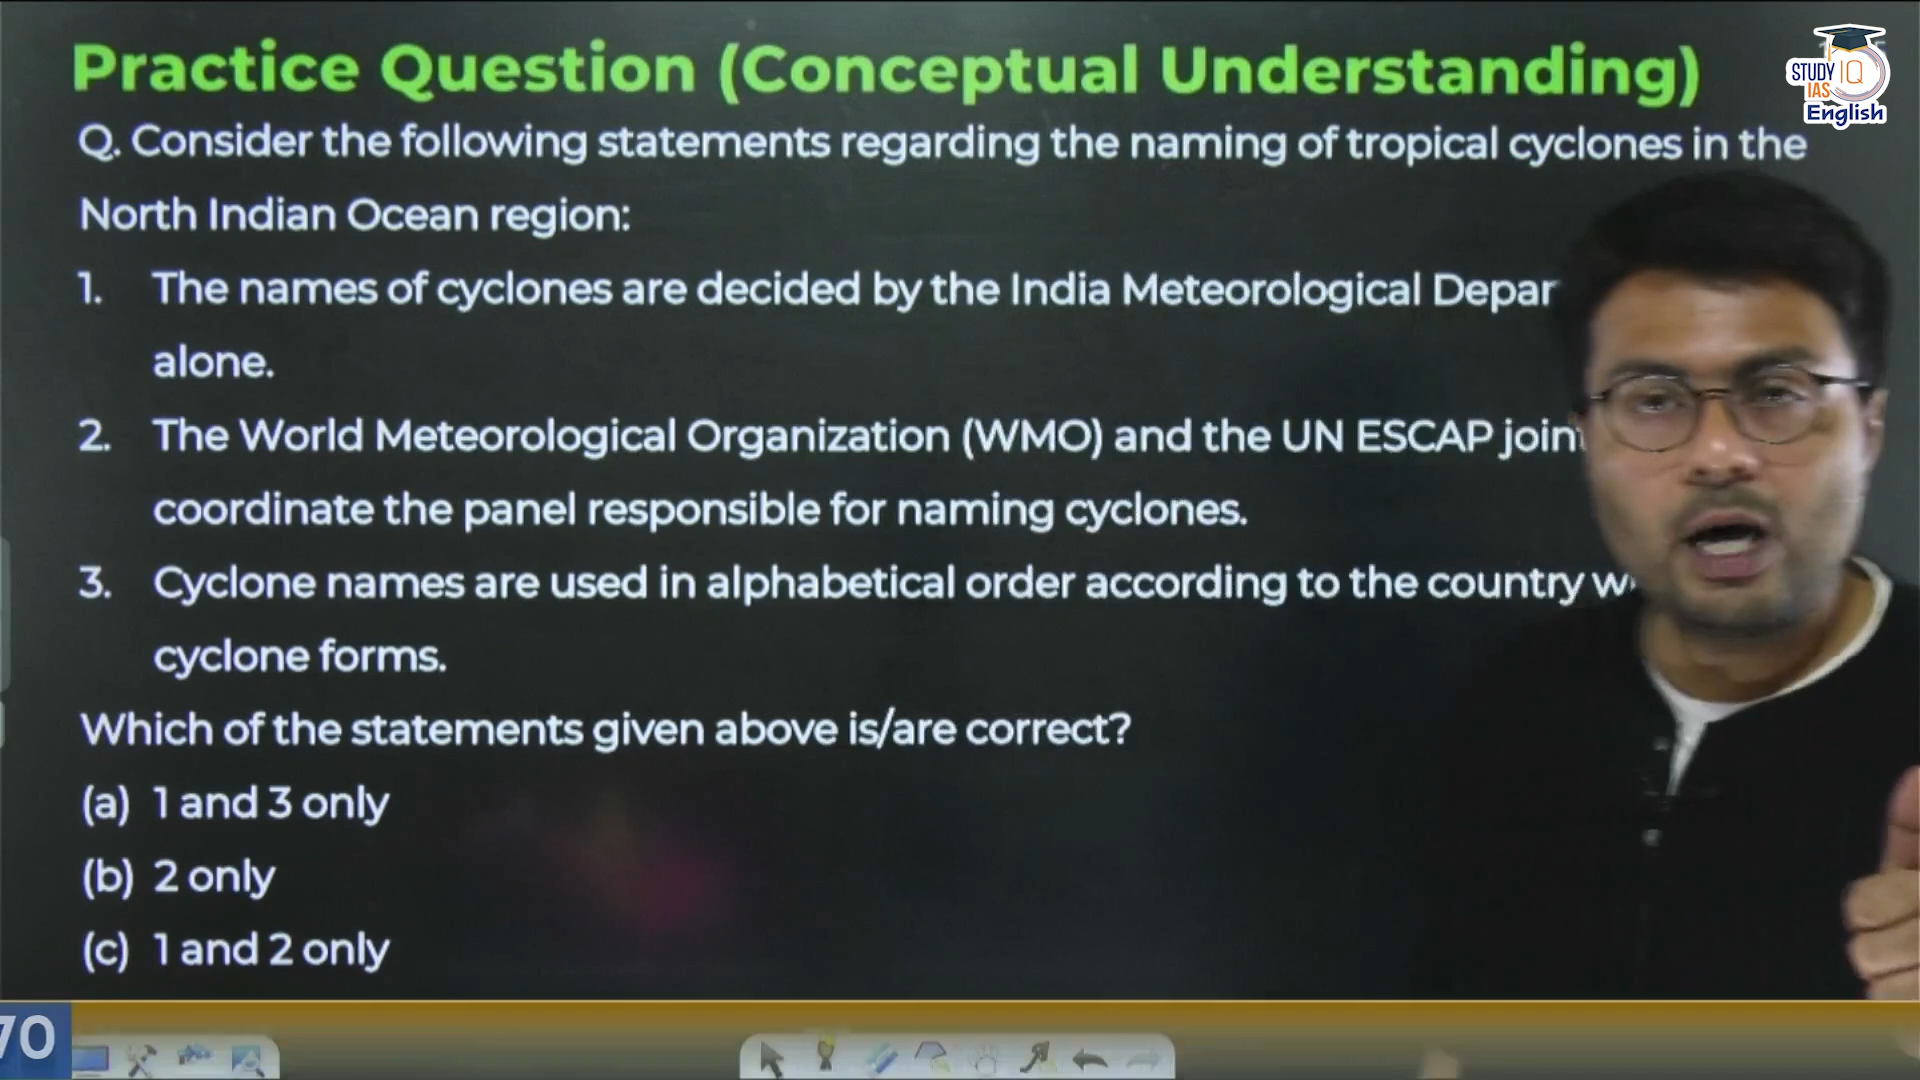 Practice Question (Conceptual Understanding)
STUDY IQ
IAS
English
Q. Consider the following statements regarding the naming of tropical cyclones in the
North Indian Ocean region:
1. The names of cyclones are decided by the India Meteorological Depar
alone.
2. The World Meteorological Organization (WMO) and the UN ESCAP join
coordinate the panel responsible for naming cyclones.
3. Cyclone names are used in alphabetical order according to the country w
cyclone forms.
Which of the statements given above is/are correct?
(a) 1 and 3 only
(b) 2 only
(c) 1 and 2 only
70